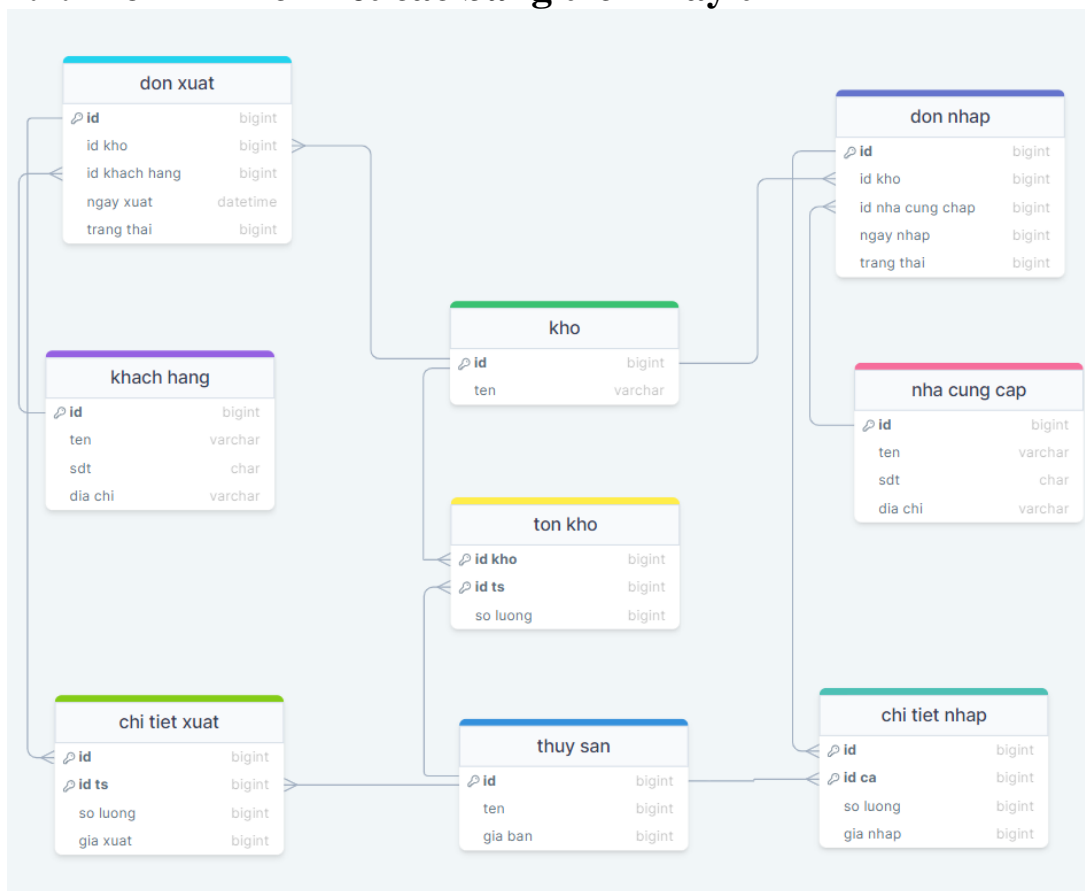 don xuat
id bigint
id kho bigint
id khach hang bigint
ngay xuat datetime
trang thai bigint
don nhap
id bigint
id kho bigint
id nha cung chap bigint
ngay nhap bigint
trang thai bigint
kho
id bigint
ten varchar
khach hang
id bigint
ten varchar
sdt char
dia chi varchar
nha cung cap
id bigint
ten varchar
sdt char
dia chi varchar
ton kho
id kho bigint
id ts bigint
so luong bigint
chi tiet xuat
id bigint
id ts bigint
so luong bigint
gia xuat bigint
thuy san
id bigint
ten bigint
gia ban bigint
chi tiet nhap
id bigint
id ca bigint
so luong bigint
gia nhap bigint